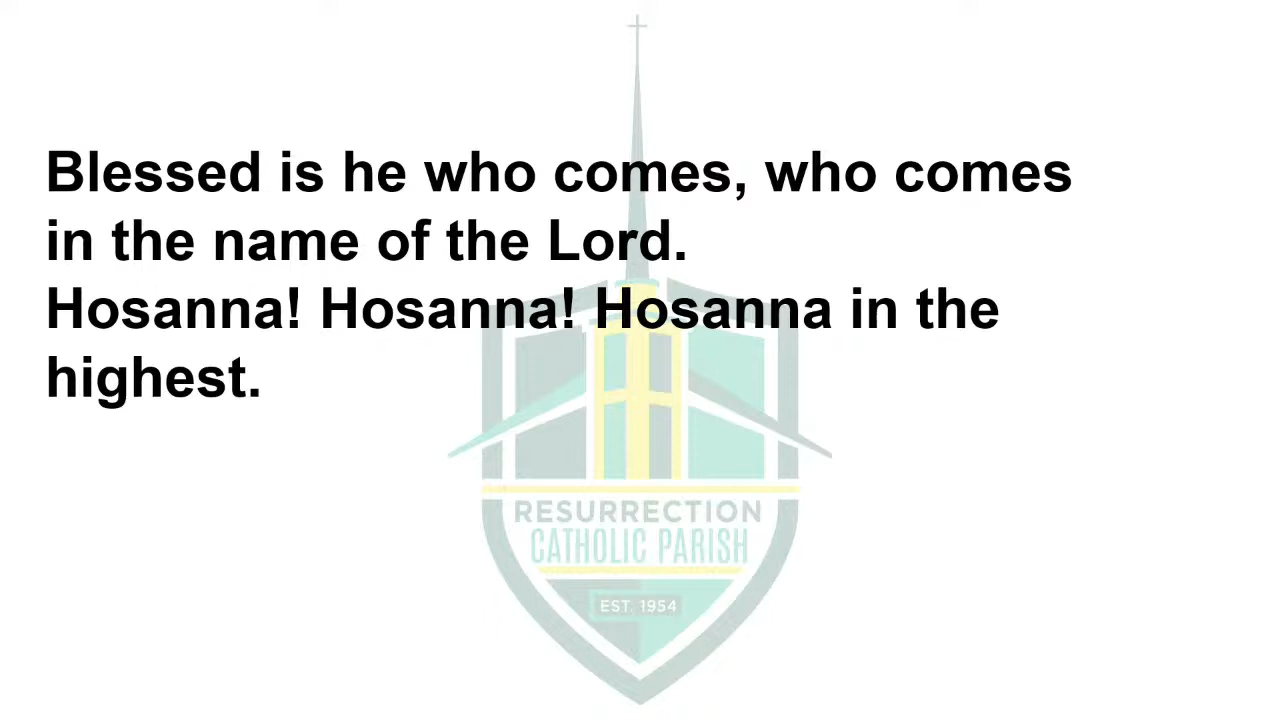 Blessed is he who comes, who comes
in the name of the Lord.
Hosanna! Hosanna! Hosanna in the
highest.
RESURRECTION
CATHOLIC PARISH
EST. 1954